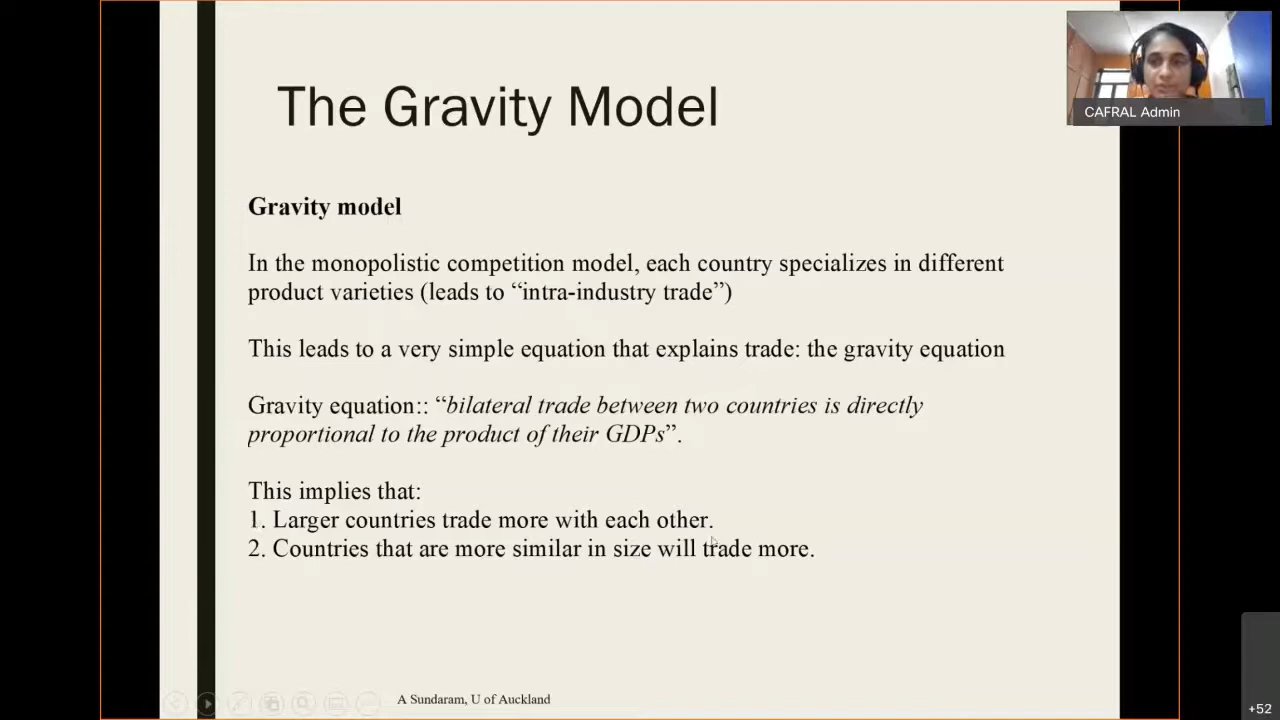 The Gravity Model
CAFRAL Admin
Gravity model
In the monopolistic competition model, each country specializes in different
product varieties (leads to “intra-industry trade”)
This leads to a very simple equation that explains trade: the gravity equation
Gravity equation:: “bilateral trade between two countries is directly
proportional to the product of their GDPs”.
This implies that:
1. Larger countries trade more with each other.
2. Countries that are more similar in size will trade more.
A Sundaram, U of Auckland
+52